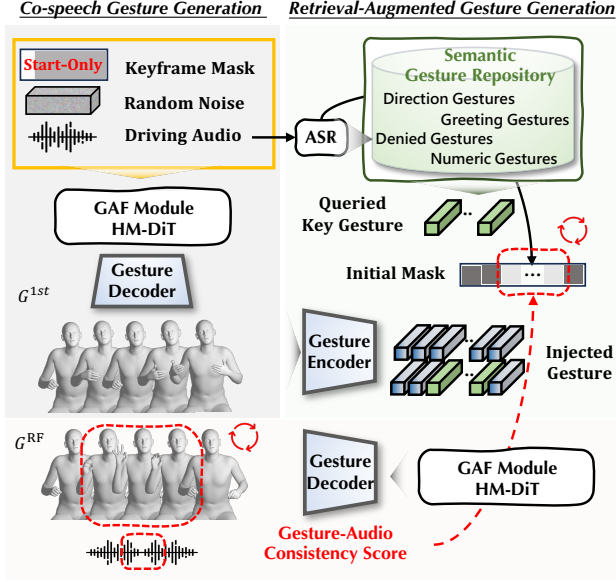 Co-speech Gesture Generation
Retrieval-Augmented Gesture Generation
Start-Only
Keyframe Mask
Random Noise
Driving Audio
ASR
Semantic
Gesture Repository
Direction Gestures
Greeting Gestures
Denied Gestures
Numeric Gestures
GAF Module
HM-DiT
Queried
Key Gesture
Initial Mask
Gesture
Decoder
G¹ˢᵗ
Gesture
Encoder
Injected
Gesture
Gᴿꟳ
Gesture
Decoder
GAF Module
HM-DiT
Gesture-Audio
Consistency Score